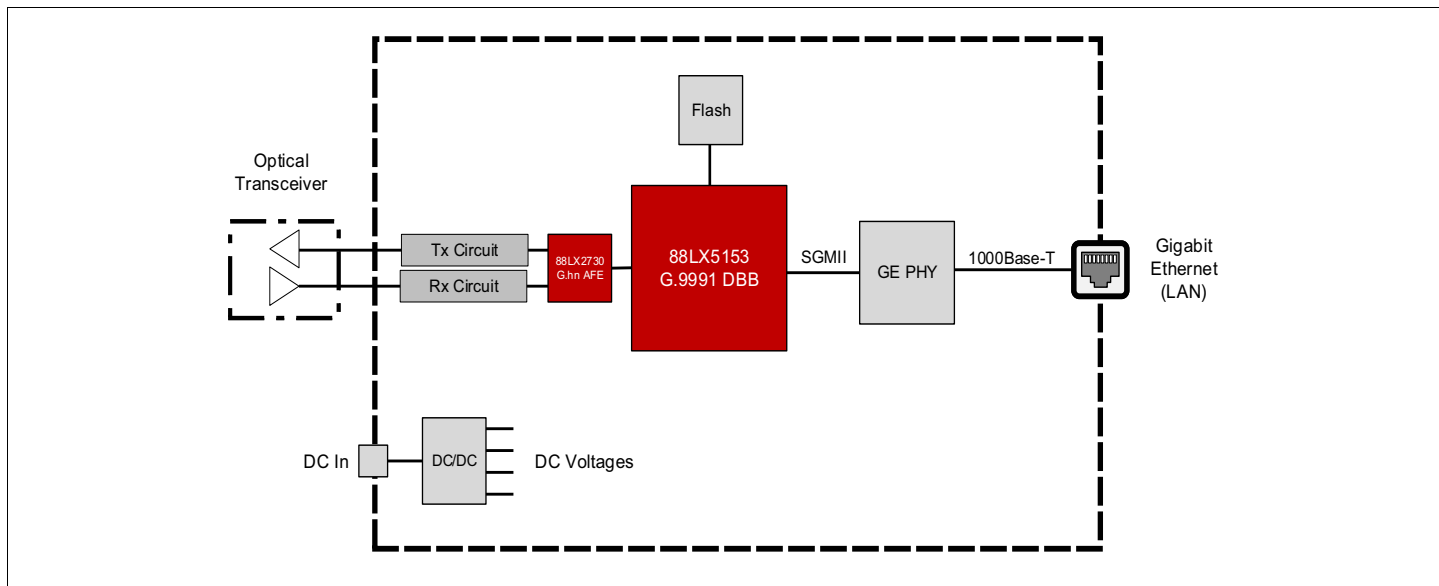 Flash
Optical
Transceiver
Tx Circuit
Rx Circuit
88LX2730
G.hn AFE
88LX5153
G.9991 DBB
SGMII
GE PHY
1000Base-T
Gigabit
Ethernet
(LAN)
DC In
DC/DC
DC Voltages